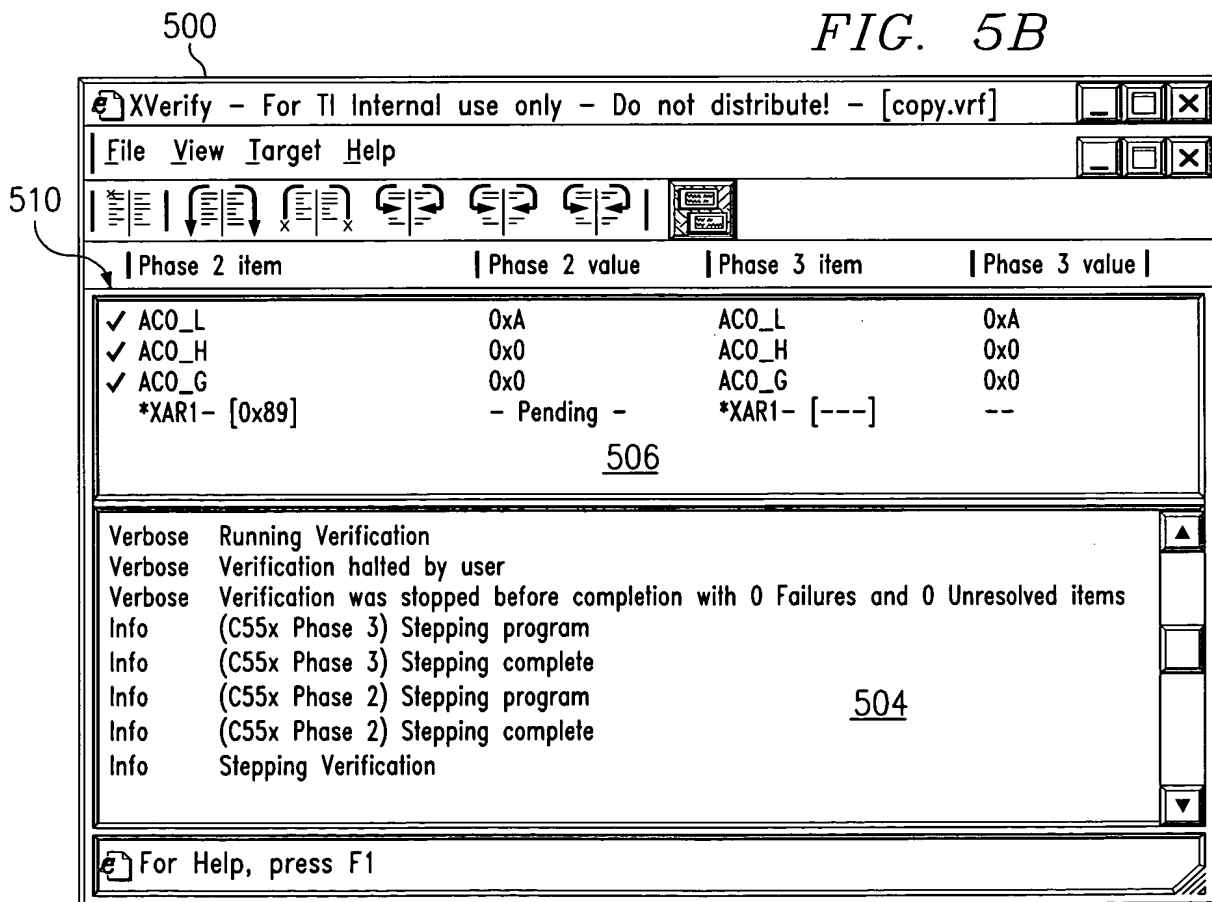 500
FIG. 5B
XVerify – For TI Internal use only – Do not distribute! – [copy.vrf]
File View Target Help
510
Phase 2 item Phase 2 value Phase 3 item Phase 3 value
✓ AC0_L 0xA AC0_L 0xA
✓ AC0_H 0x0 AC0_H 0x0
✓ AC0_G 0x0 AC0_G 0x0
*XAR1– [0x89] – Pending – *XAR1– [---] --
506
Verbose Running Verification
Verbose Verification halted by user
Verbose Verification was stopped before completion with 0 Failures and 0 Unresolved items
Info (C55x Phase 3) Stepping program
Info (C55x Phase 3) Stepping complete
Info (C55x Phase 2) Stepping program
Info (C55x Phase 2) Stepping complete
Info Stepping Verification
504
For Help, press F1